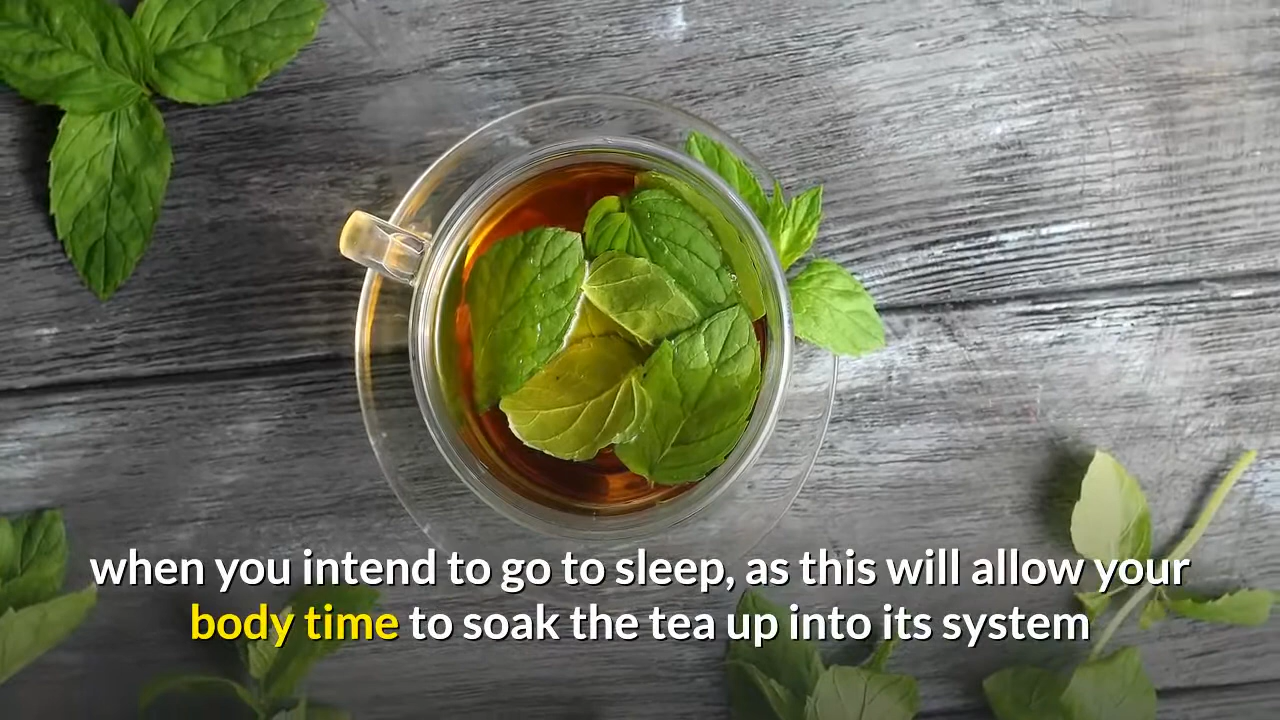 when you intend to go to sleep, as this will allow your
body time to soak the tea up into its system